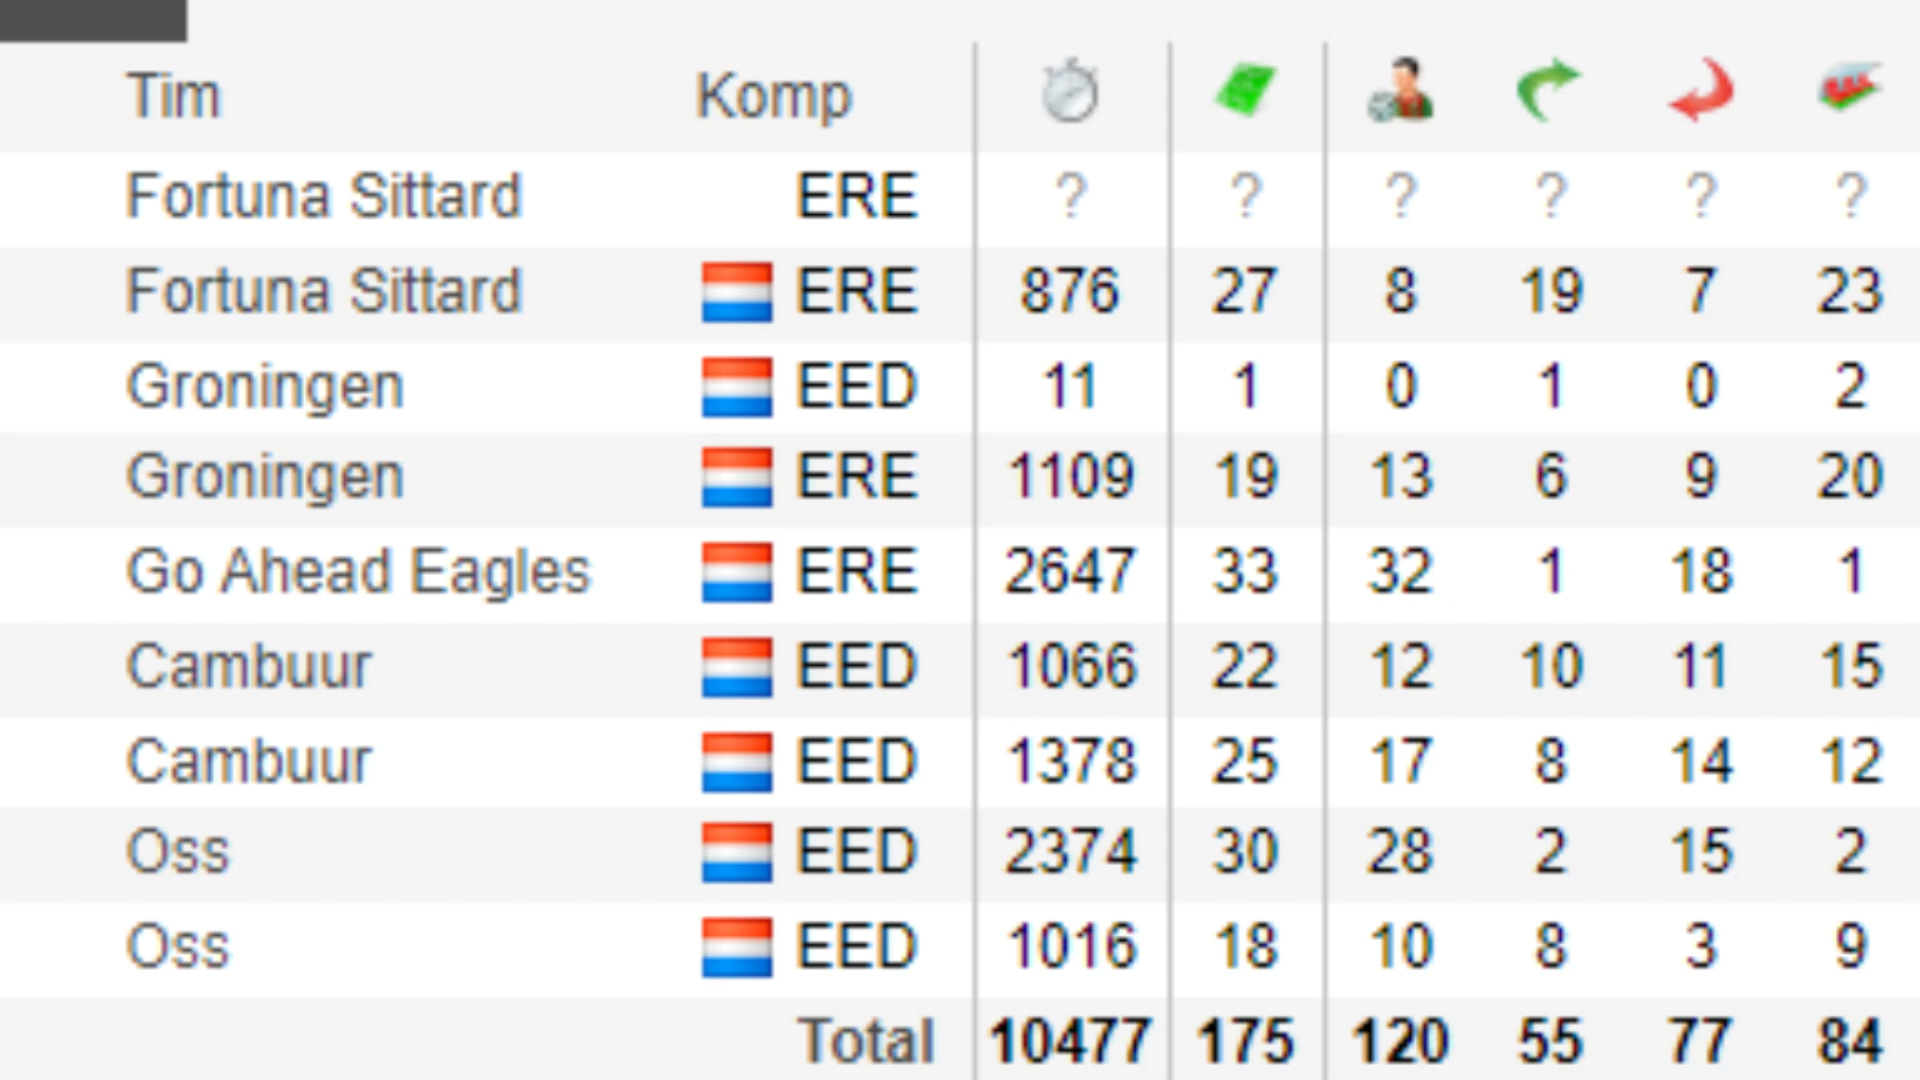 Tim Komp
Fortuna Sittard ERE ? ? ? ? ? ?
Fortuna Sittard ERE 876 27 8 19 7 23
Groningen EED 11 1 0 1 0 2
Groningen ERE 1109 19 13 6 9 20
Go Ahead Eagles ERE 2647 33 32 1 18 1
Cambuur EED 1066 22 12 10 11 15
Cambuur EED 1378 25 17 8 14 12
Oss EED 2374 30 28 2 15 2
Oss EED 1016 18 10 8 3 9
Total 10477 175 120 55 77 84